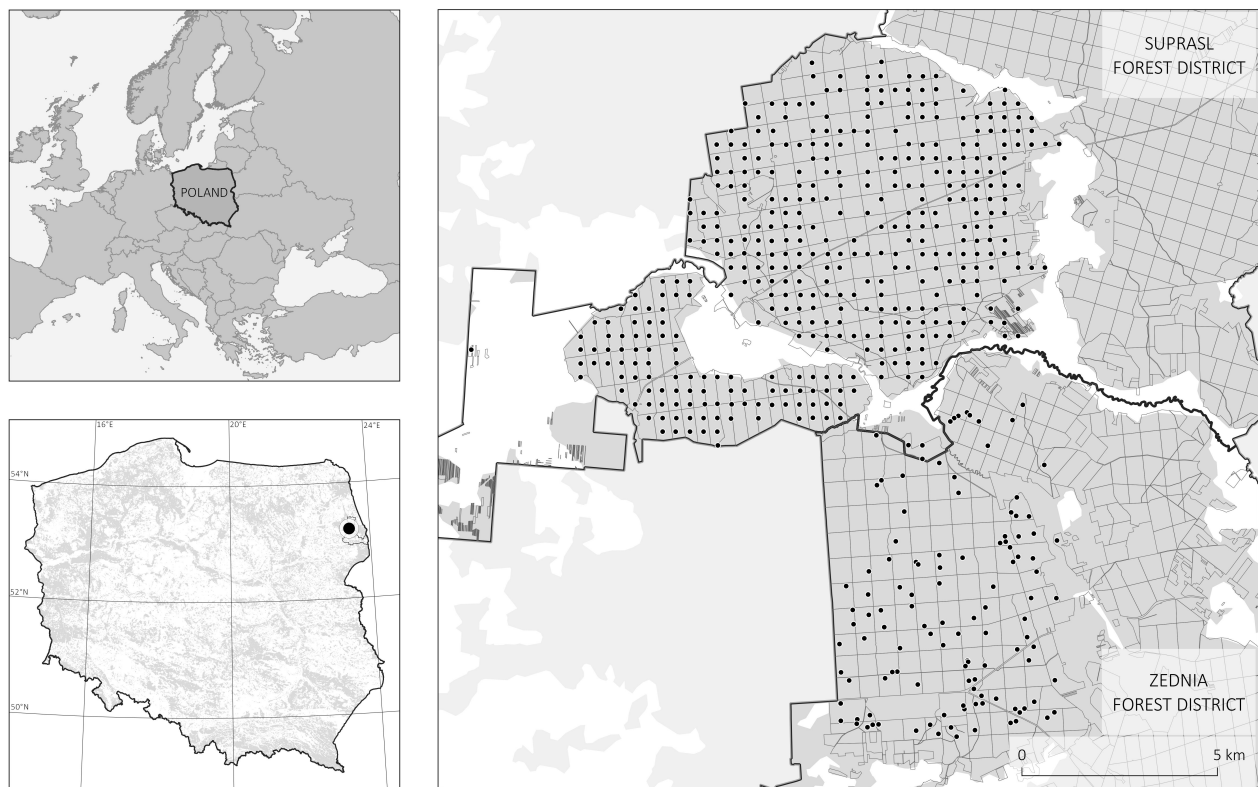 POLAND
SUPRASL
FOREST DISTRICT
16°E
20°E
24°E
54°N
52°N
50°N
ZEDNIA
FOREST DISTRICT
0
5 km